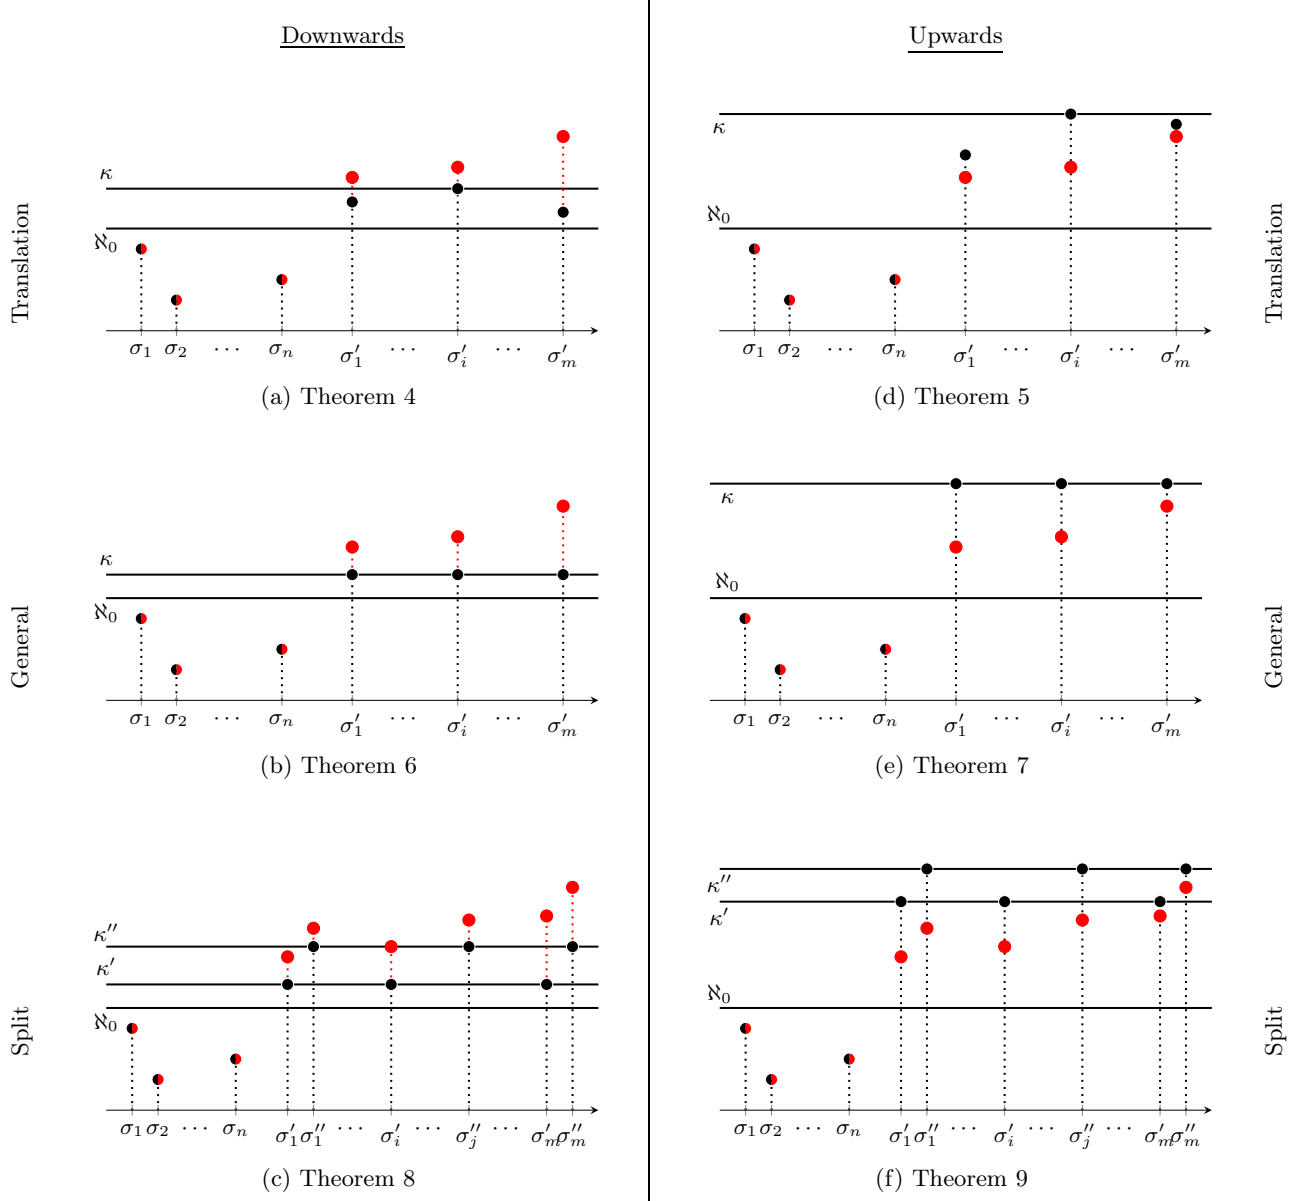 Downwards
Upwards
Translation
κ
ℵ₀
σ₁ σ₂ ··· σₙ σ′₁ ··· σ′ᵢ ··· σ′ₘ
(a) Theorem 4
κ
ℵ₀
σ₁ σ₂ ··· σₙ σ′₁ ··· σ′ᵢ ··· σ′ₘ
(d) Theorem 5
Translation
General
κ
ℵ₀
σ₁ σ₂ ··· σₙ σ′₁ ··· σ′ᵢ ··· σ′ₘ
(b) Theorem 6
κ
ℵ₀
σ₁ σ₂ ··· σₙ σ′₁ ··· σ′ᵢ ··· σ′ₘ
(e) Theorem 7
General
Split
κ′′
κ′
ℵ₀
σ₁ σ₂ ··· σₙ σ′₁ σ′′₁ ··· σ′ᵢ ··· σ′′ⱼ ··· σ′ₘ σ′′ₘ
(c) Theorem 8
κ′′
κ′
ℵ₀
σ₁ σ₂ ··· σₙ σ′₁ σ′′₁ ··· σ′ᵢ ··· σ′′ⱼ ··· σ′ₘ σ′′ₘ
(f) Theorem 9
Split